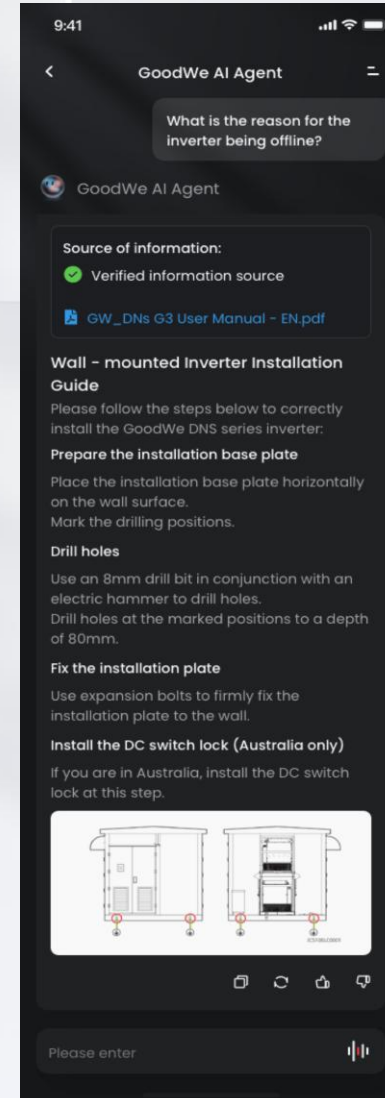 9:41
GoodWe AI Agent
What is the reason for the
inverter being offline?
GoodWe AI Agent
Source of information:
Verified information source
GW_DNs G3 User Manual - EN.pdf
Wall - mounted Inverter Installation
Guide
Please follow the steps below to correctly
install the GoodWe DNS series inverter:
Prepare the installation base plate
Place the installation base plate horizontally
on the wall surface.
Mark the drilling positions.
Drill holes
Use an 8mm drill bit in conjunction with an
electric hammer to drill holes.
Drill holes at the marked positions to a depth
of 80mm.
Fix the installation plate
Use expansion bolts to firmly fix the
installation plate to the wall.
Install the DC switch lock (Australia only)
If you are in Australia, install the DC switch
lock at this step.
Please enter